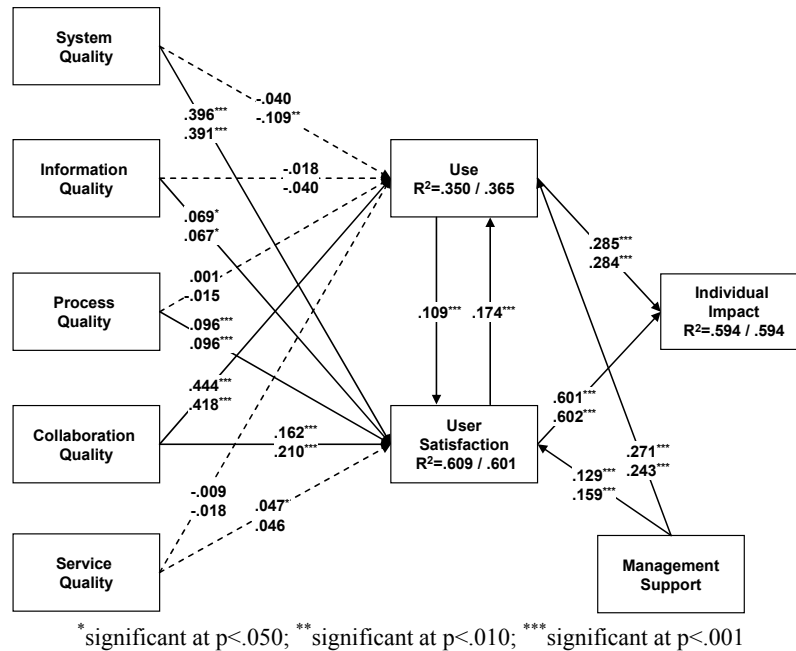 System
Quality
Information
Quality
Process
Quality
Collaboration
Quality
Service
Quality
-.040
-.109**
.396***
.391***
-.018
-.040
.069*
.067*
.001
-.015
.096***
.096***
.444***
.418***
.162***
.210***
-.009
-.018
.047*
.046
Use
R²=.350 / .365
.109***
.174***
User
Satisfaction
R²=.609 / .601
.285***
.284***
Individual
Impact
R²=.594 / .594
.601***
.602***
.271***
.243***
.129***
.159***
Management
Support
*significant at p<.050; **significant at p<.010; ***significant at p<.001